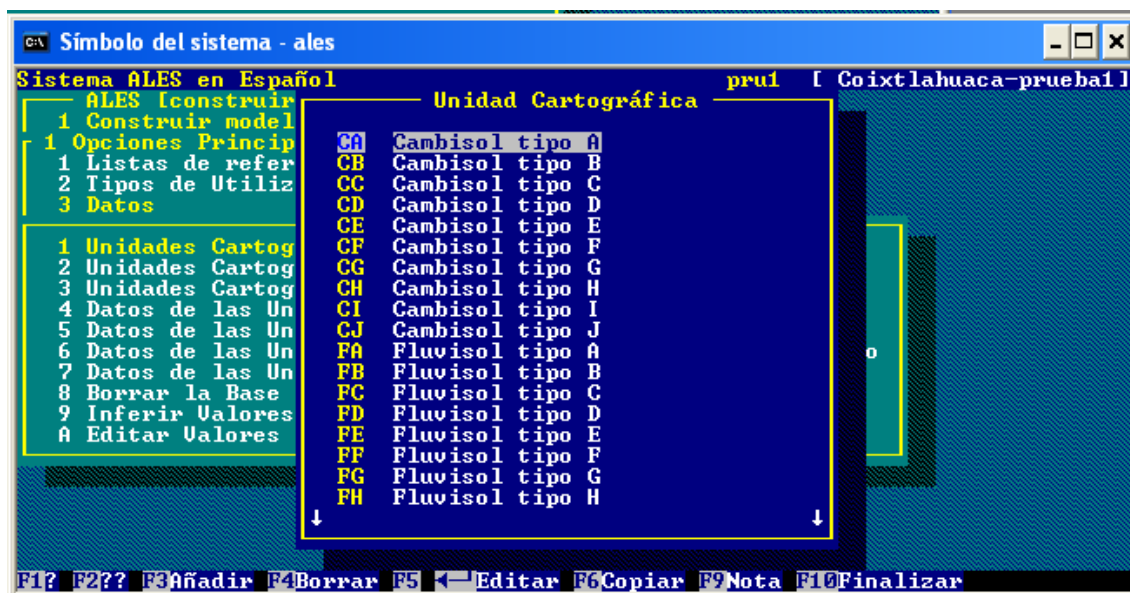 Símbolo del sistema - ales
Sistema ALES en Español pru1 [ Coixtlahuaca-prueba1]
ALES [construir
1 Construir model
1 Opciones Princip
1 Listas de refer
2 Tipos de Utiliz
3 Datos
1 Unidades Cartog
2 Unidades Cartog
3 Unidades Cartog
4 Datos de las Un
5 Datos de las Un
6 Datos de las Un
7 Datos de las Un
8 Borrar la Base
9 Inferir Valores
A Editar Valores
o
Unidad Cartográfica
CA Cambisol tipo A
CB Cambisol tipo B
CC Cambisol tipo C
CD Cambisol tipo D
CE Cambisol tipo E
CF Cambisol tipo F
CG Cambisol tipo G
CH Cambisol tipo H
CI Cambisol tipo I
CJ Cambisol tipo J
FA Fluvisol tipo A
FB Fluvisol tipo B
FC Fluvisol tipo C
FD Fluvisol tipo D
FE Fluvisol tipo E
FF Fluvisol tipo F
FG Fluvisol tipo G
FH Fluvisol tipo H
F1? F2?? F3Añadir F4Borrar F5 Editar F6Copiar F9Nota F10Finalizar